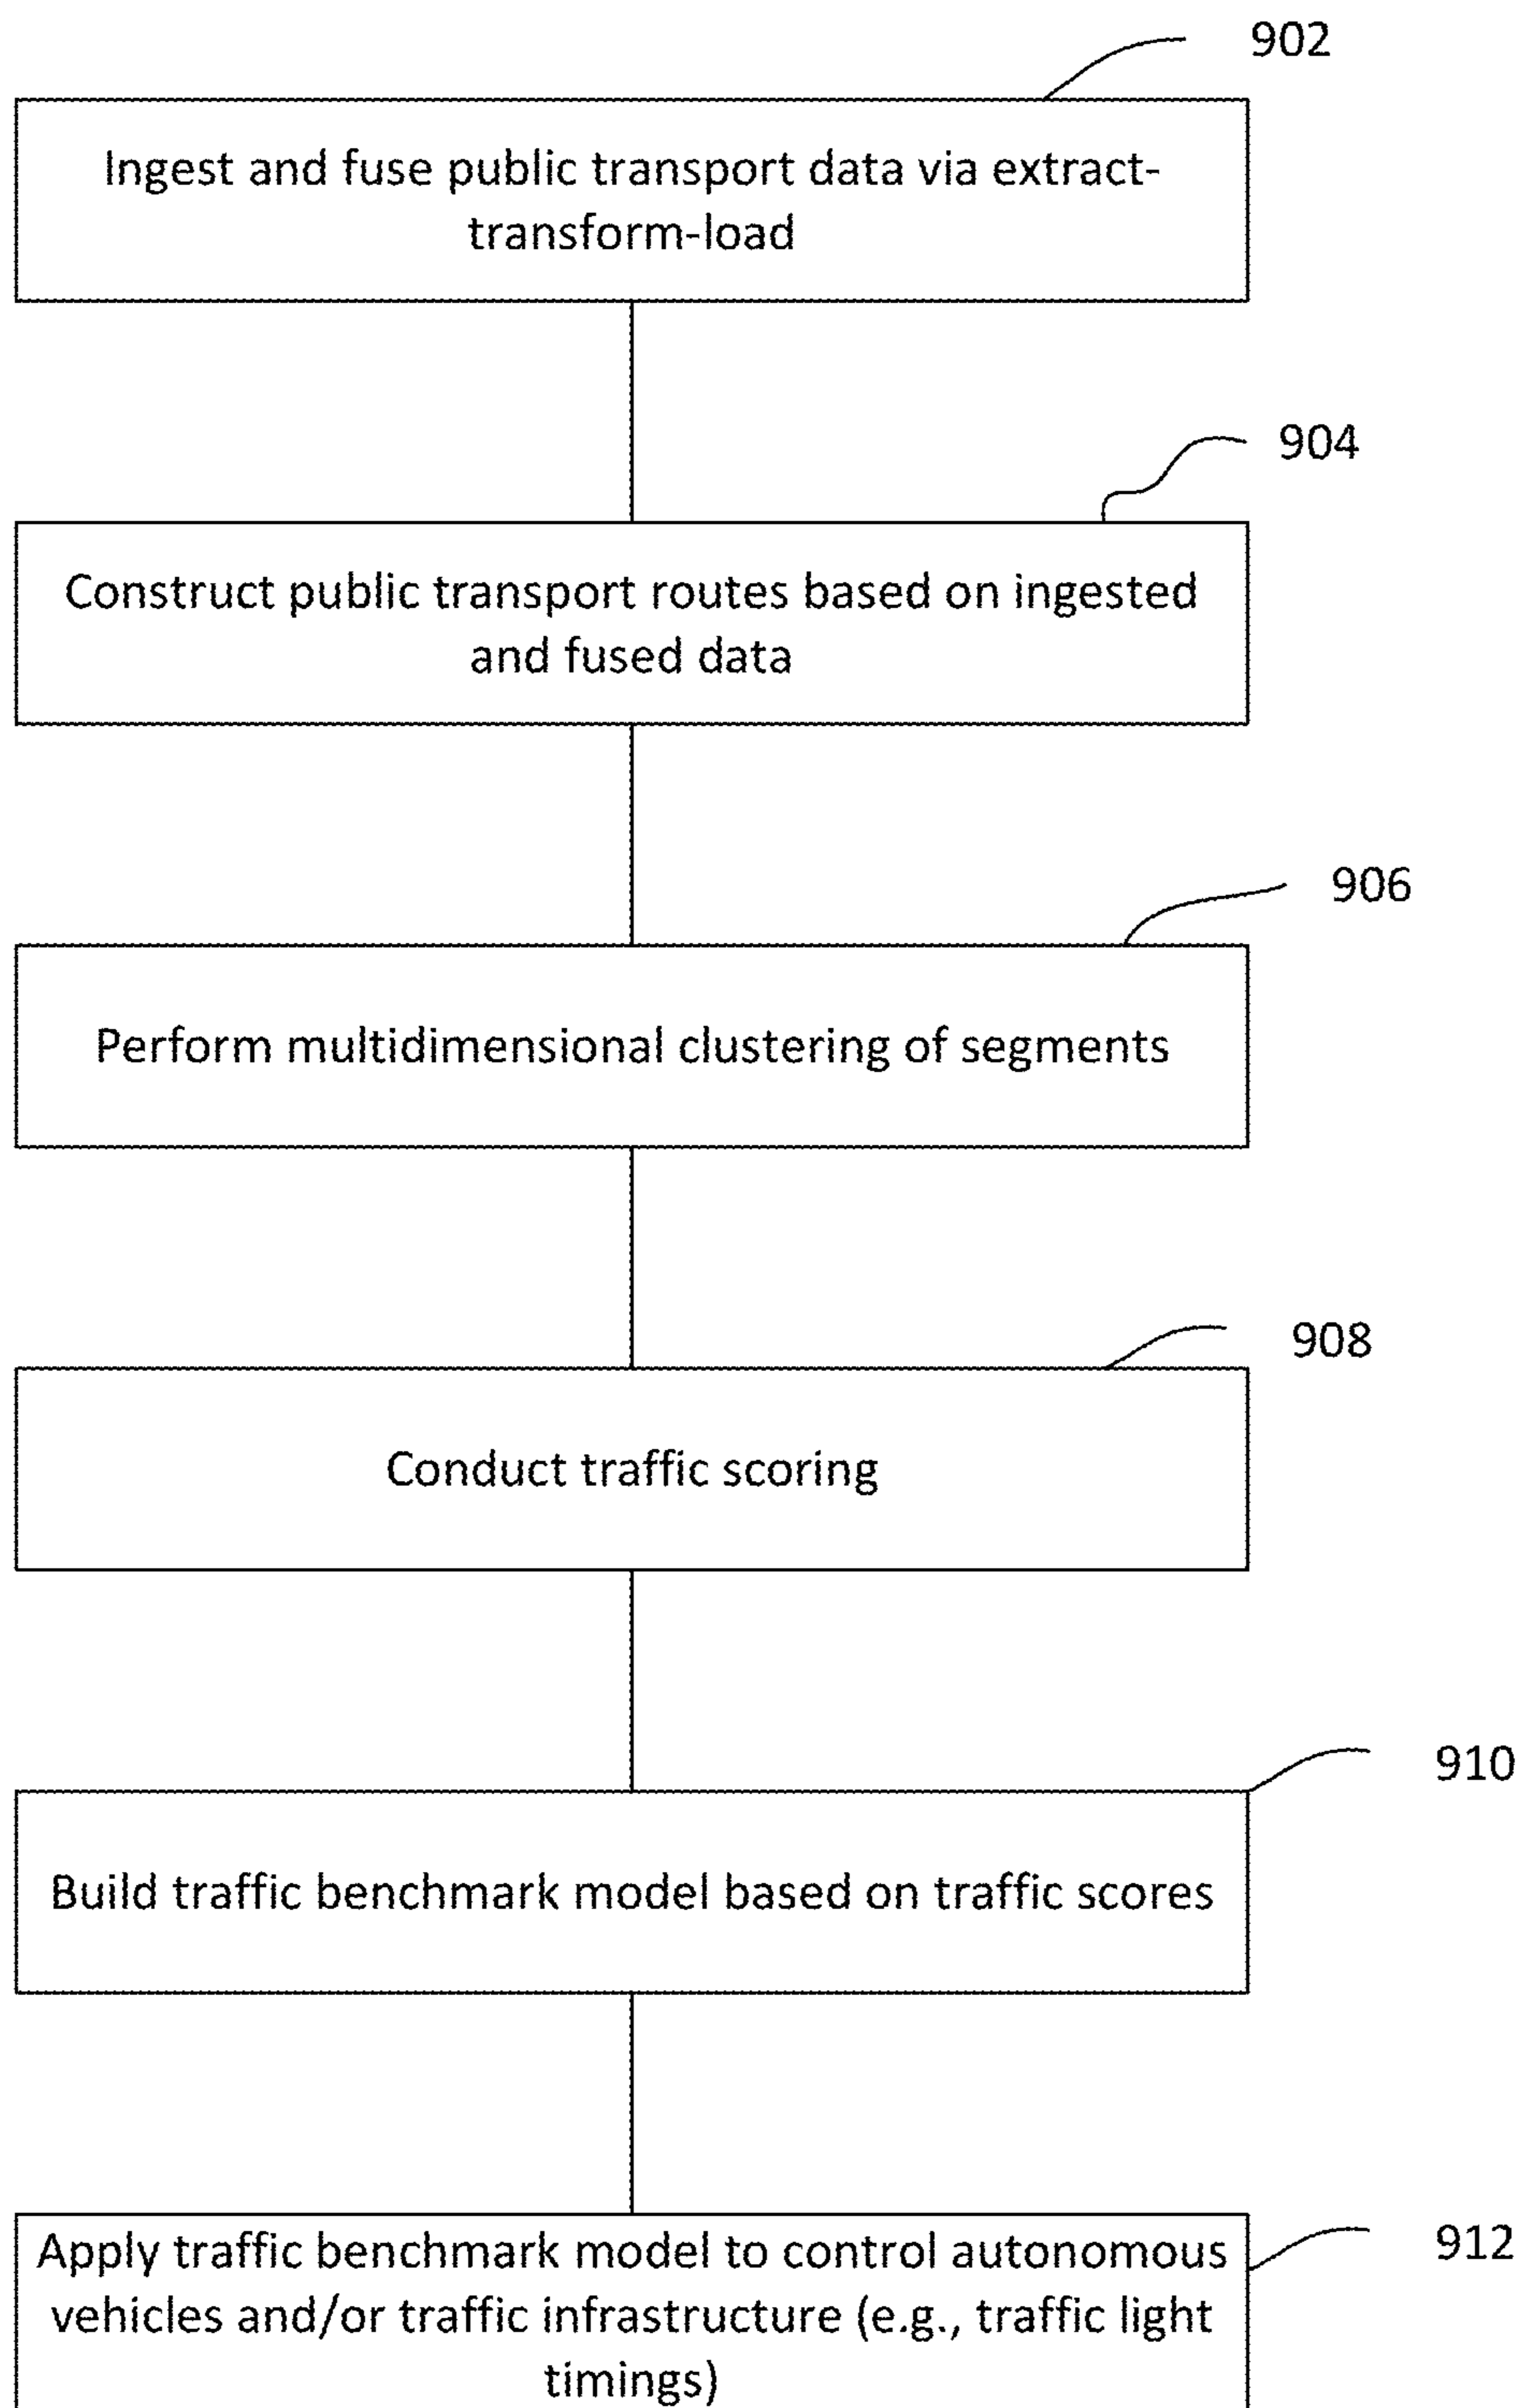 902
Ingest and fuse public transport data via extract-
transform-load
904
Construct public transport routes based on ingested
and fused data
906
Perform multidimensional clustering of segments
908
Conduct traffic scoring
910
Build traffic benchmark model based on traffic scores
912
Apply traffic benchmark model to control autonomous
vehicles and/or traffic infrastructure (e.g., traffic light
timings)